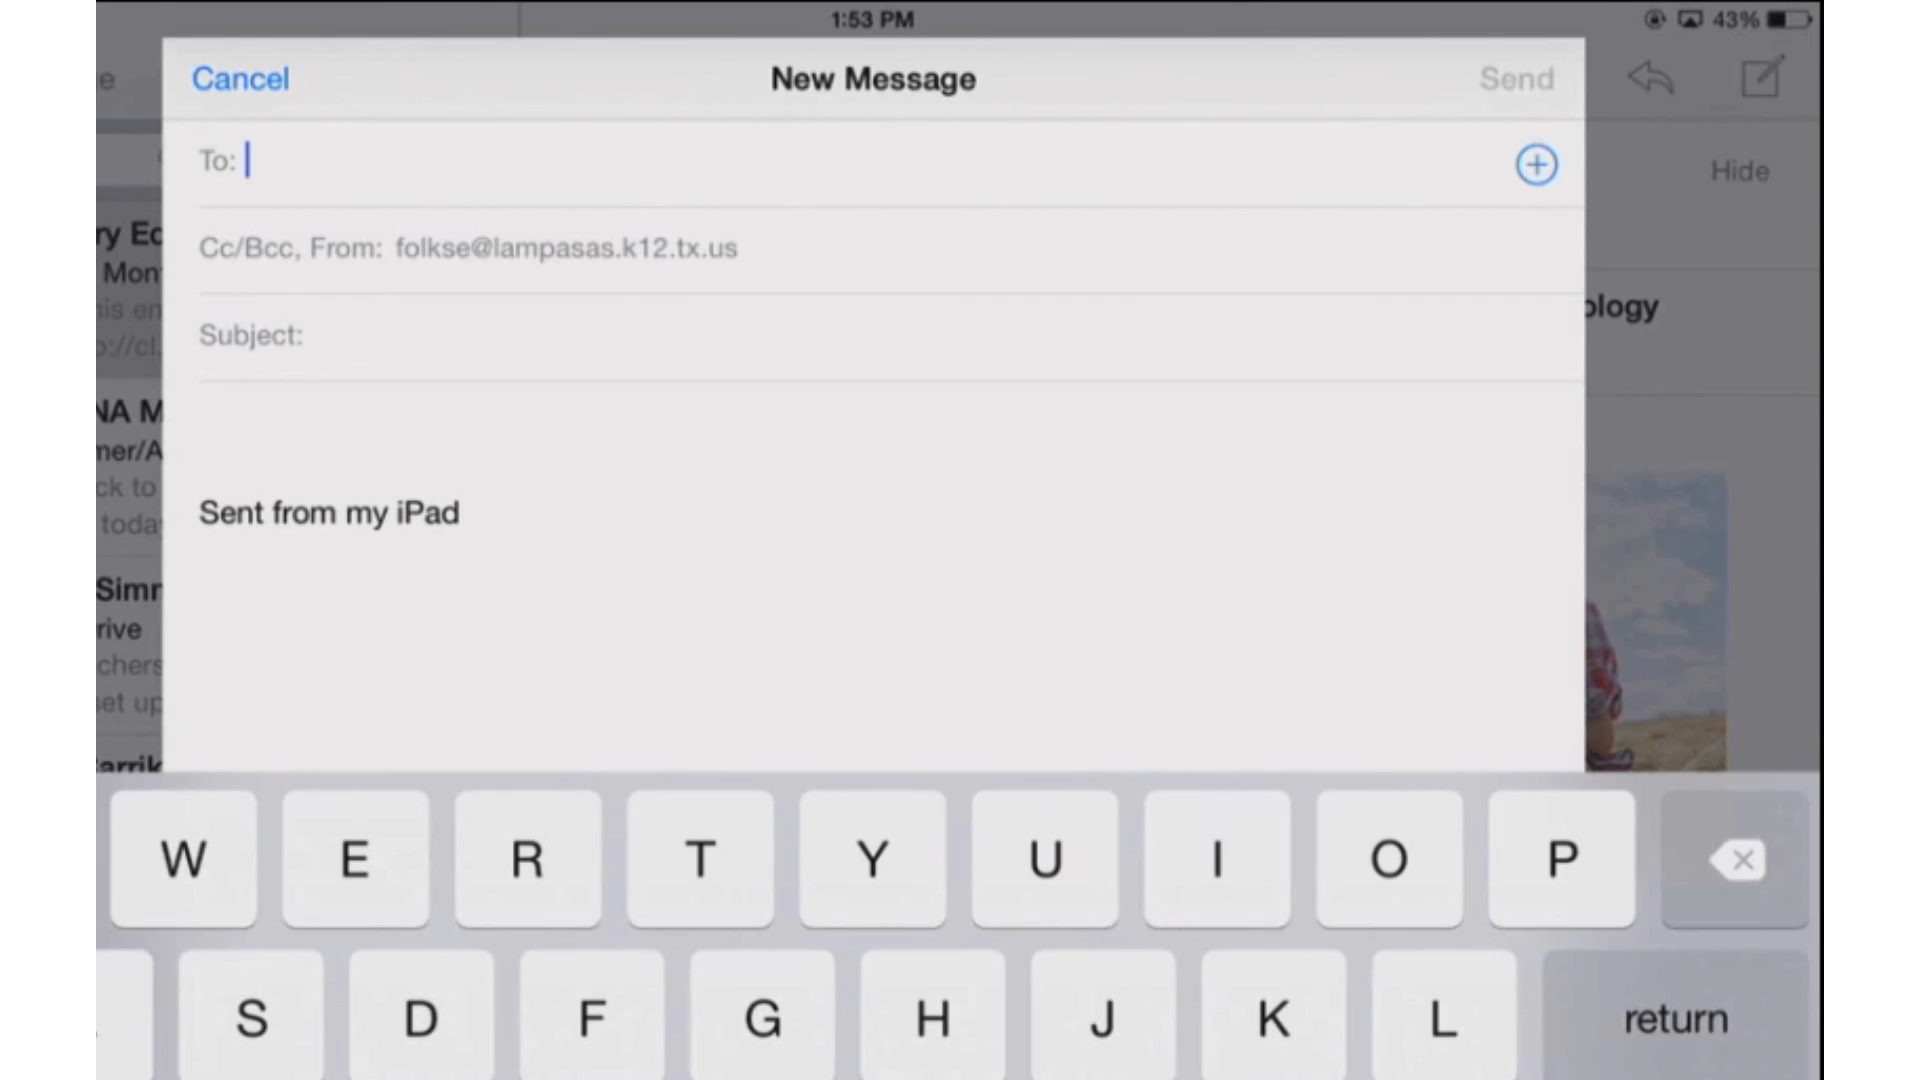 1:53 PM
43%
Cancel
New Message
Send
To:
Hide
Cc/Bcc, From: folkse@lampasas.k12.tx.us
Subject:
Sent from my iPad
today
W E R T Y U I O P
S D F G H J K L return